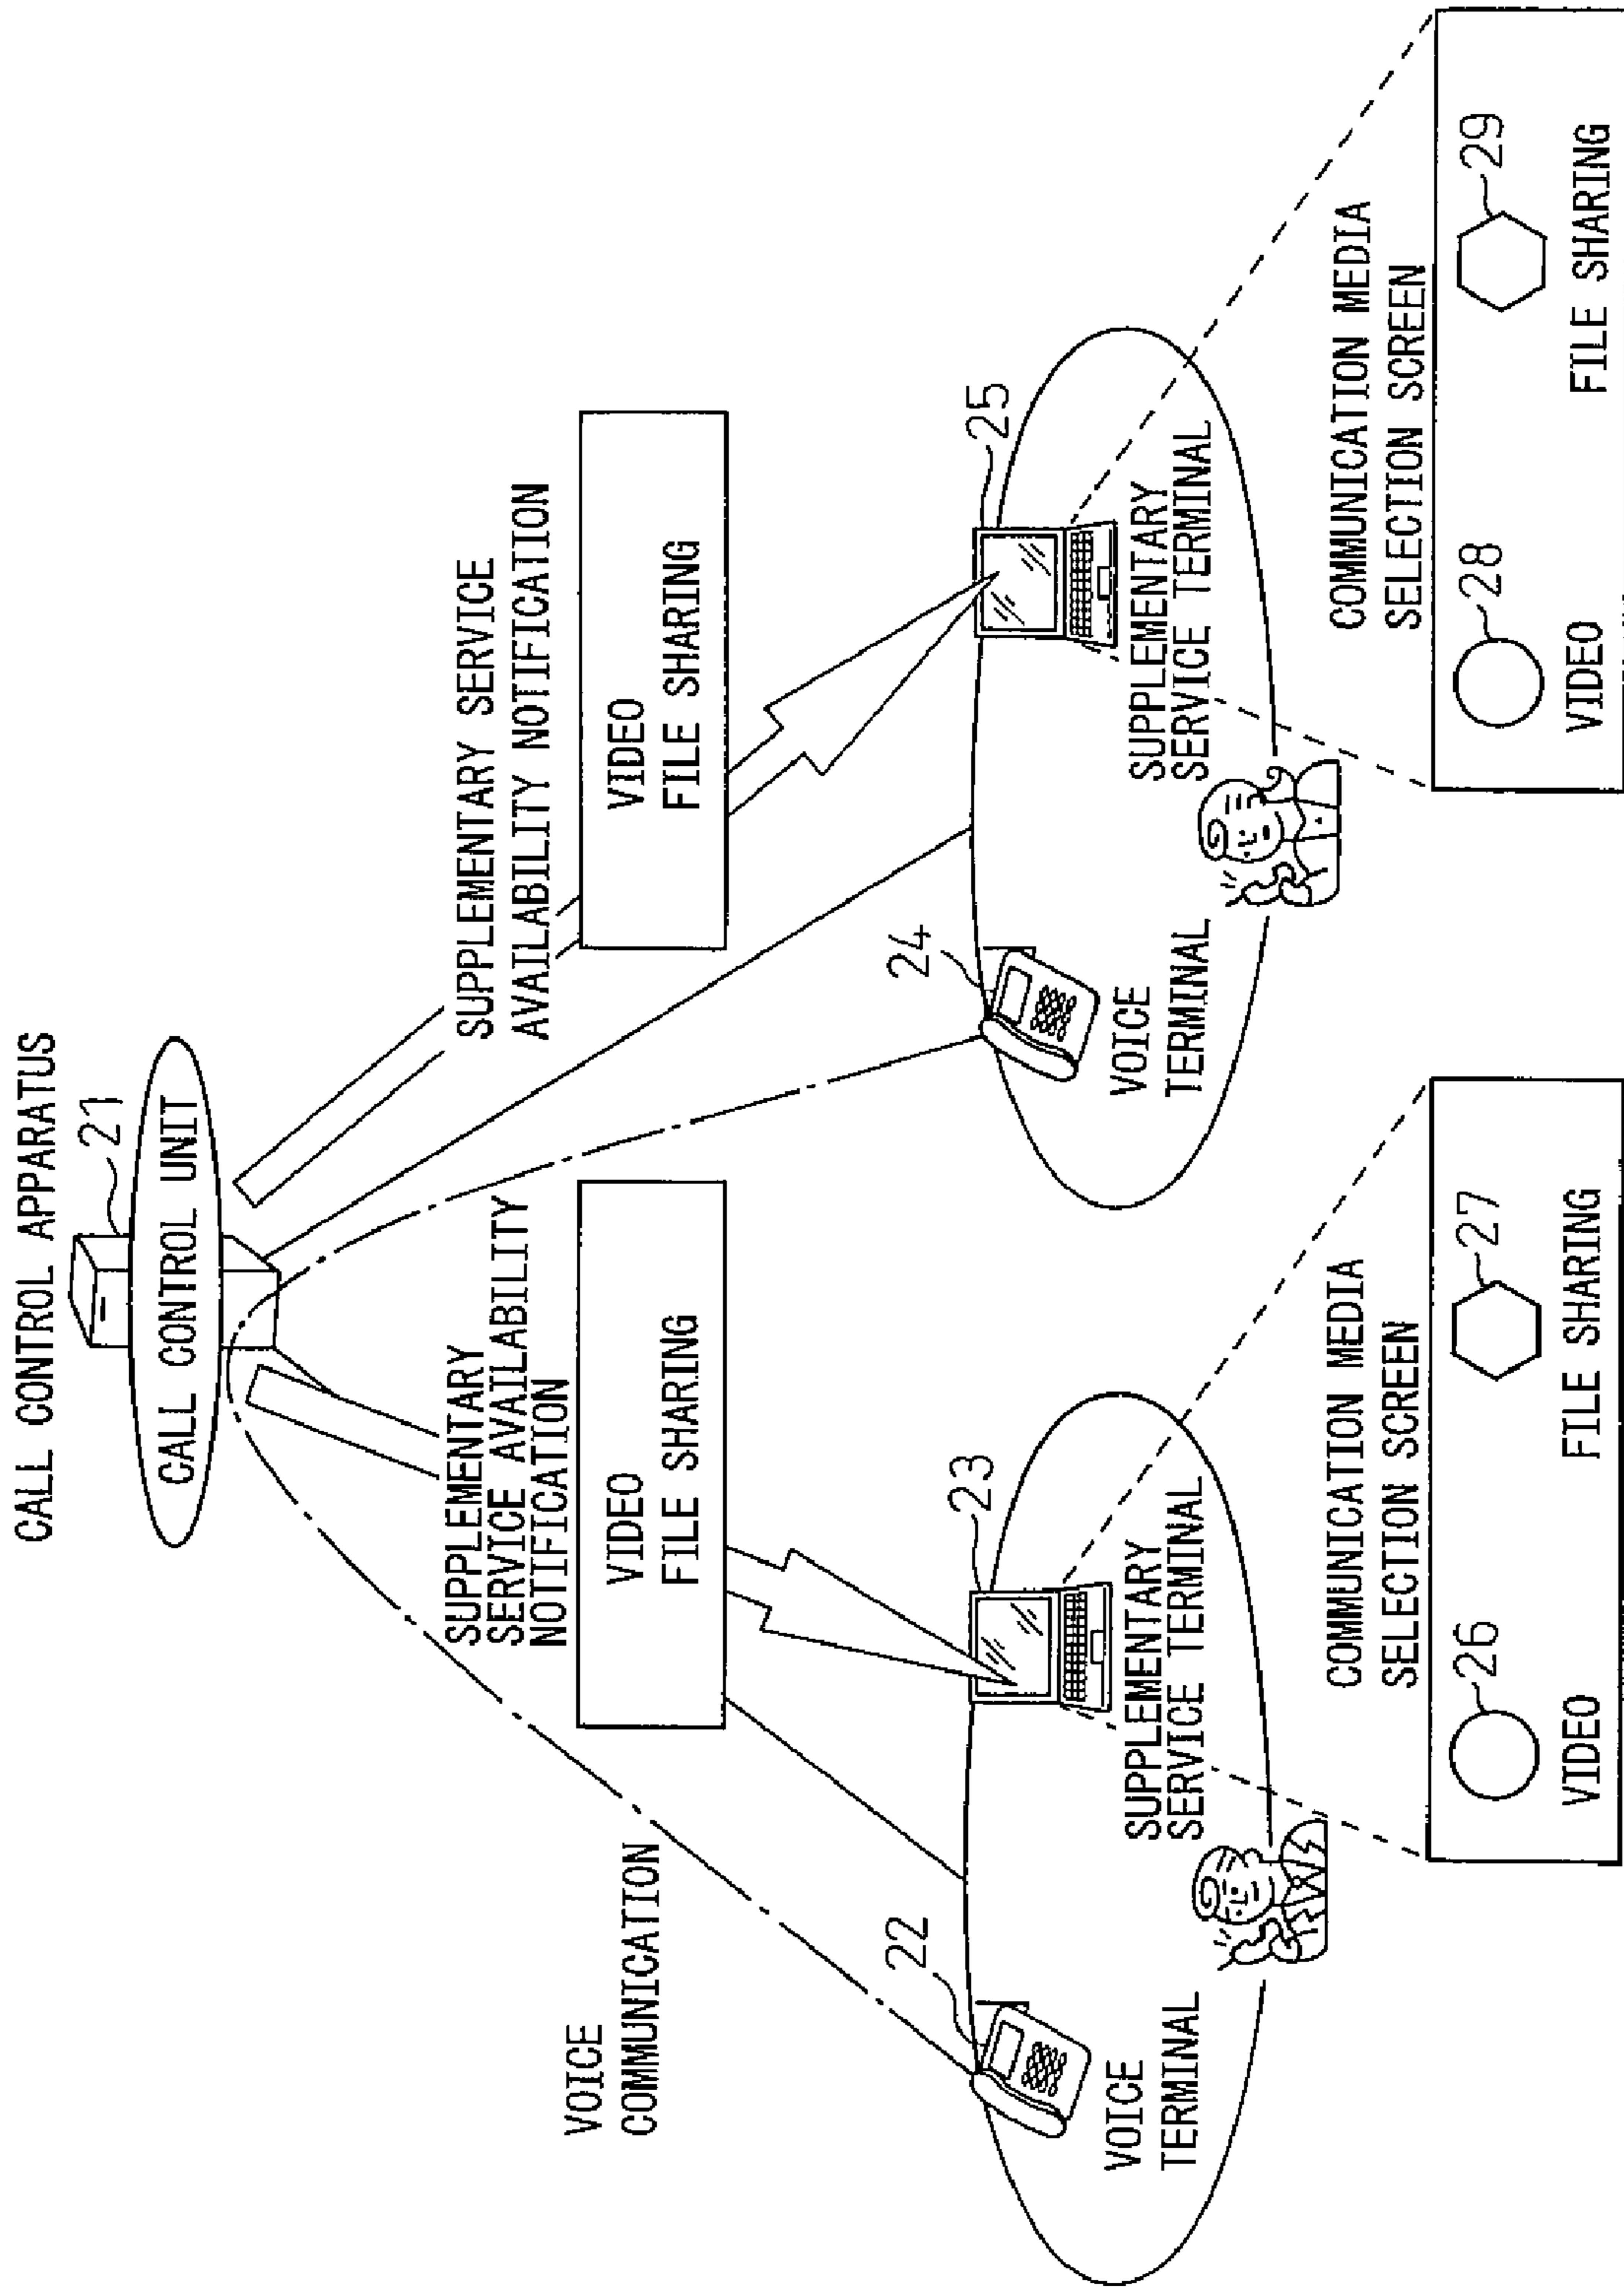 CALL CONTROL APPARATUS
21
CALL CONTROL UNIT
SUPPLEMENTARY
SERVICE AVAILABILITY
NOTIFICATION
VIDEO
FILE SHARING
SUPPLEMENTARY SERVICE
AVAILABILITY NOTIFICATION
VIDEO
FILE SHARING
VOICE
COMMUNICATION
22
VOICE
TERMINAL
23
SUPPLEMENTARY
SERVICE TERMINAL
24
VOICE
TERMINAL
25
SUPPLEMENTARY
SERVICE TERMINAL
COMMUNICATION MEDIA
SELECTION SCREEN
26
27
VIDEO
FILE SHARING
COMMUNICATION MEDIA
SELECTION SCREEN
28
29
VIDEO
FILE SHARING